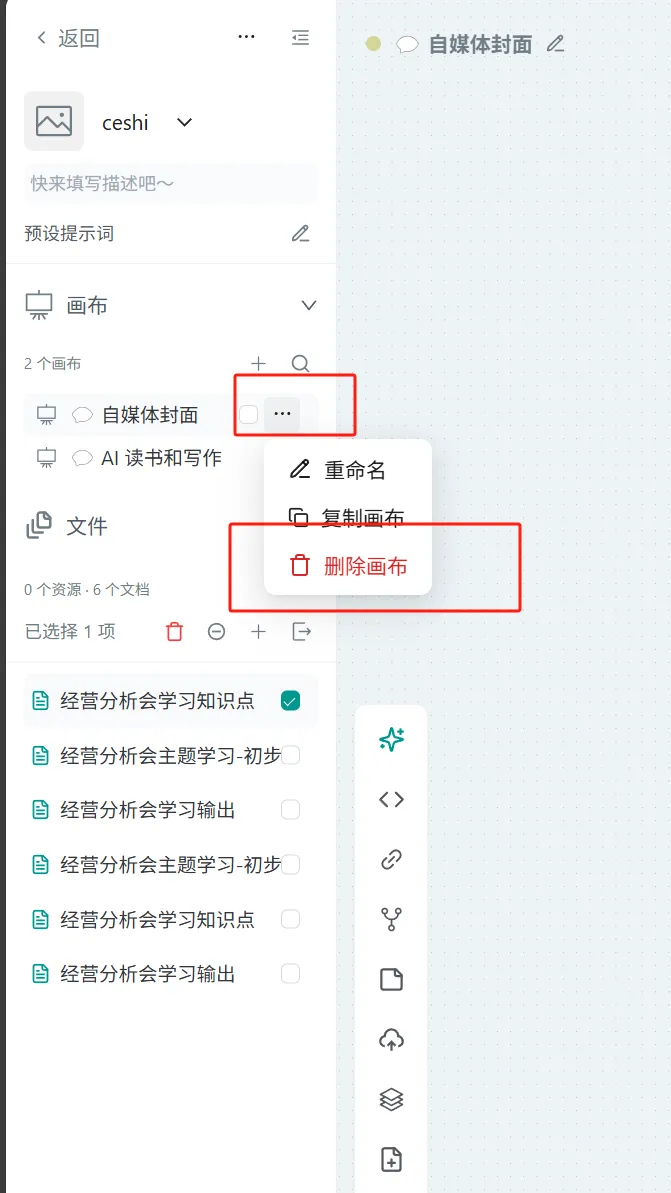 返回
自媒体封面
ceshi
快来填写描述吧～
预设提示词
画布
2 个画布
自媒体封面
AI 读书和写作
重命名
复制画布
删除画布
文件
0 个资源 · 6 个文档
已选择 1 项
经营分析会学习知识点
经营分析会主题学习-初步
经营分析会学习输出
经营分析会主题学习-初步
经营分析会学习知识点
经营分析会学习输出